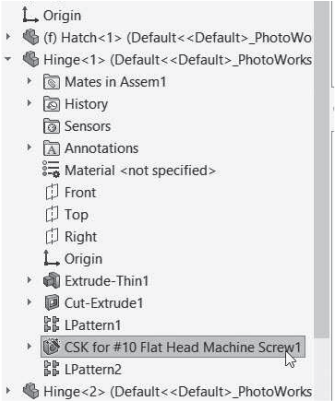 Origin
(f) Hatch<1> (Default<<Default>_PhotoWo
Hinge<1> (Default<<Default>_PhotoWorks
Mates in Assem1
History
Sensors
Annotations
Material <not specified>
Front
Top
Right
Origin
Extrude-Thin1
Cut-Extrude1
LPattern1
CSK for #10 Flat Head Machine Screw1
LPattern2
Hinge<2> (Default<<Default>_PhotoWorks